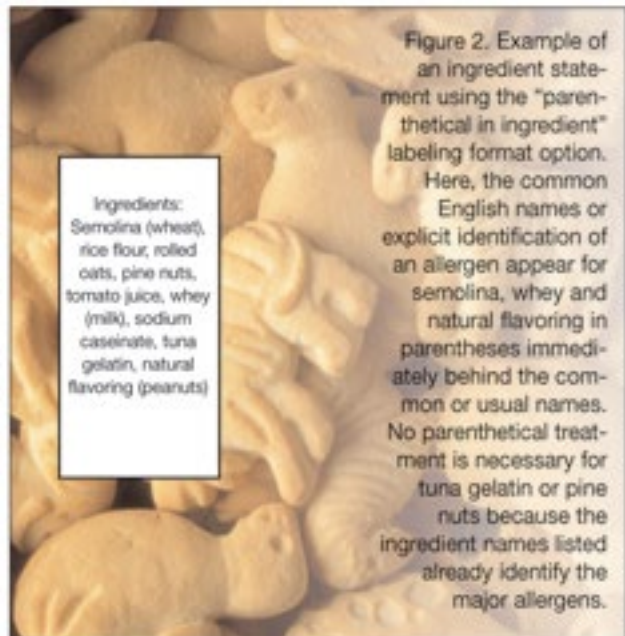 Ingredients:
Semolina (wheat),
rice flour, rolled
oats, pine nuts,
tomato juice, whey
(milk), sodium
caseinate, tuna
gelatin, natural
flavoring (peanuts)
Figure 2. Example of
an ingredient state-
ment using the “paren-
thetical in ingredient”
labeling format option.
Here, the common
English names or
explicit identification of
an allergen appear for
semolina, whey and
natural flavoring in
parentheses immedi-
ately behind the com-
mon or usual names.
No parenthetical treat-
ment is necessary for
tuna gelatin or pine
nuts because the
ingredient names listed
already identify the
major allergens.